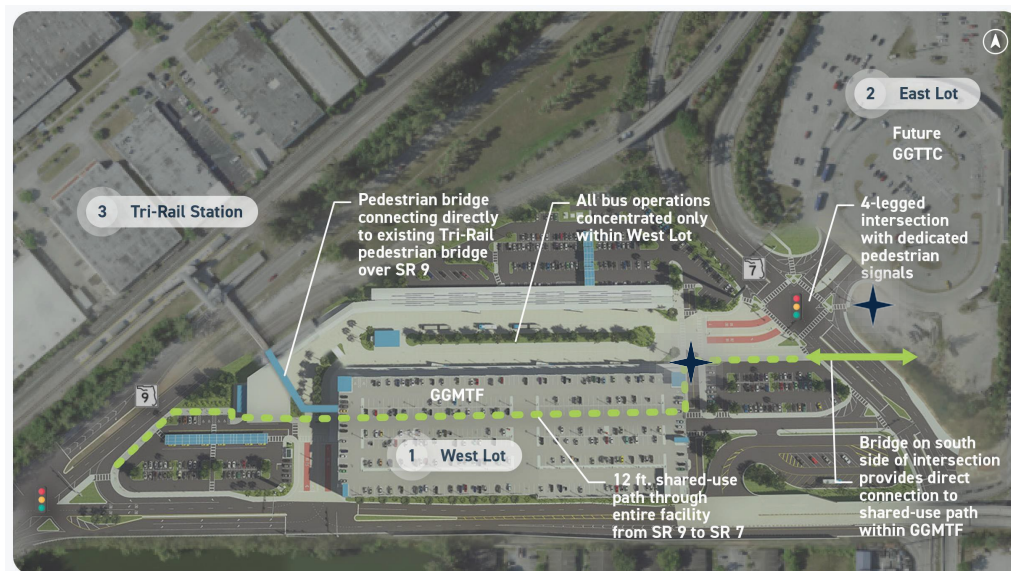 2 East Lot
Future
GGTTC
3 Tri-Rail Station
Pedestrian bridge
connecting directly
to existing Tri-Rail
pedestrian bridge
over SR 9
All bus operations
concentrated only
within West Lot
4-legged
intersection
with dedicated
pedestrian
signals
7
9
GGMTF
1 West Lot
12 ft. shared-use
path through
entire facility
from SR 9 to SR 7
Bridge on south
side of intersection
provides direct
connection to
shared-use path
within GGMTF